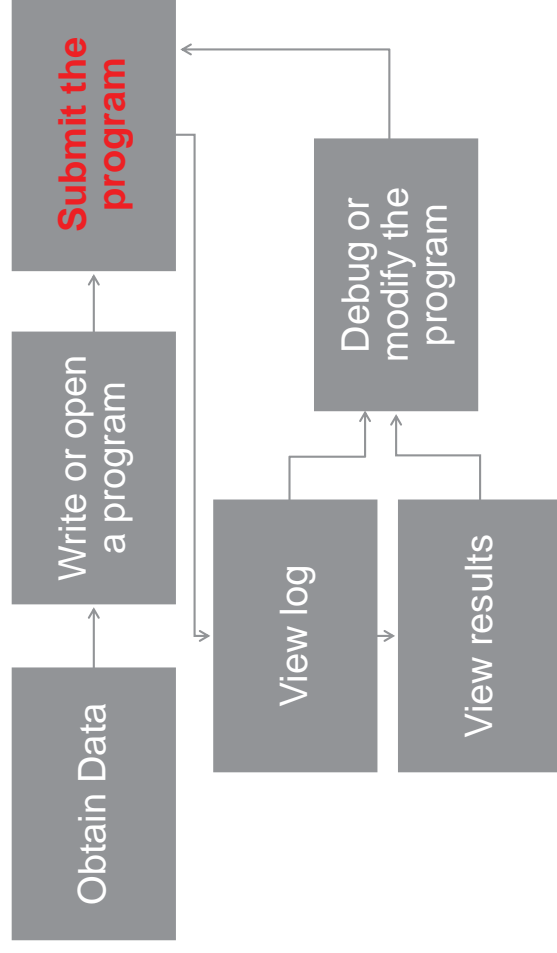 Obtain Data
Write or open
a program
Submit the
program
View log
View results
Debug or
modify the
program